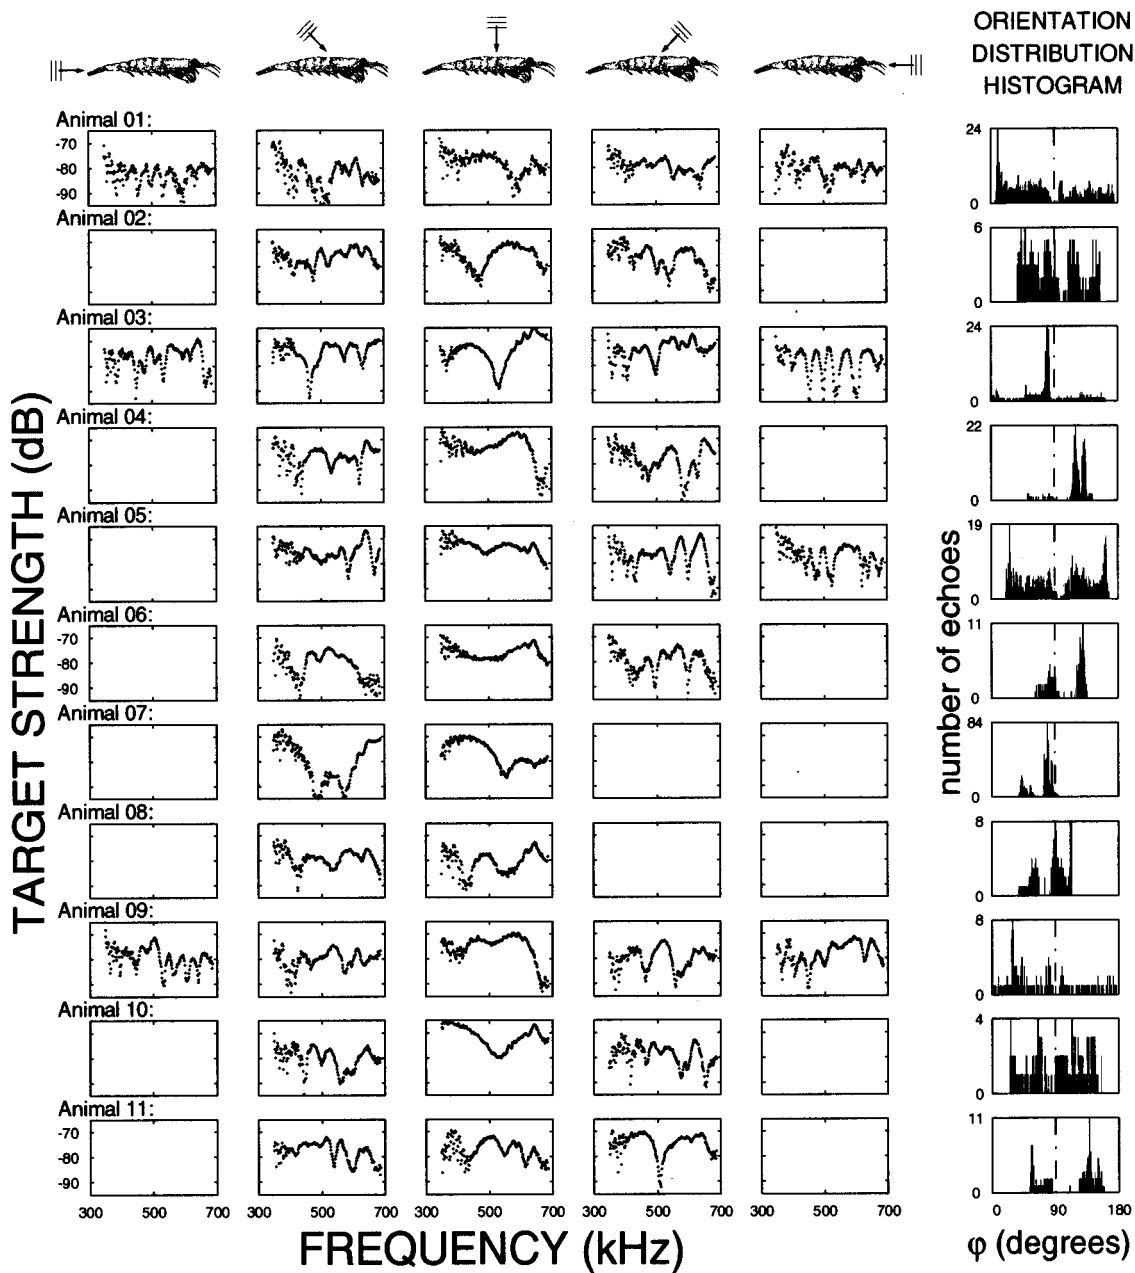 ORIENTATION
DISTRIBUTION
HISTOGRAM
TARGET STRENGTH (dB)
Animal 01:
-70
-80
-90
24
0
Animal 02:
6
0
Animal 03:
24
0
Animal 04:
22
0
Animal 05:
19
0
number of echoes
Animal 06:
-70
-80
-90
11
0
Animal 07:
84
0
Animal 08:
8
0
Animal 09:
8
0
Animal 10:
4
0
Animal 11:
-70
-80
-90
11
0
300 500 700 300 500 700 300 500 700 300 500 700 300 500 700 0 90 180
FREQUENCY (kHz)
φ (degrees)